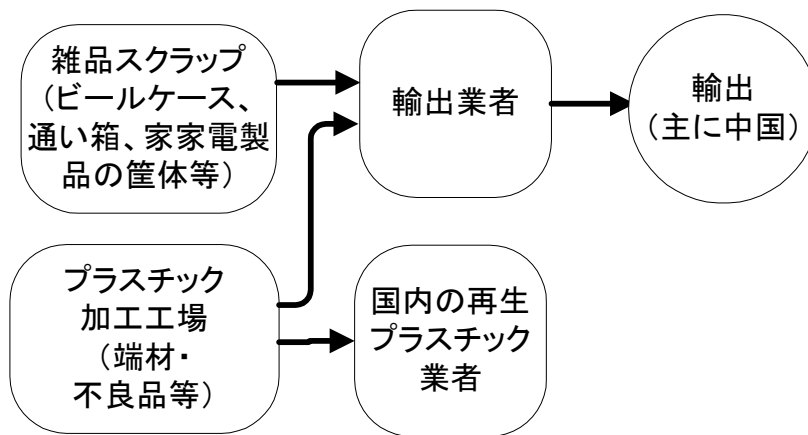 雑品スクラップ
（ビールケース、
通い箱、家家電製
品の筐体等）
輸出業者
輸出
（主に中国）
プラスチック
加工工場
（端材・
不良品等）
国内の再生
プラスチック
業者